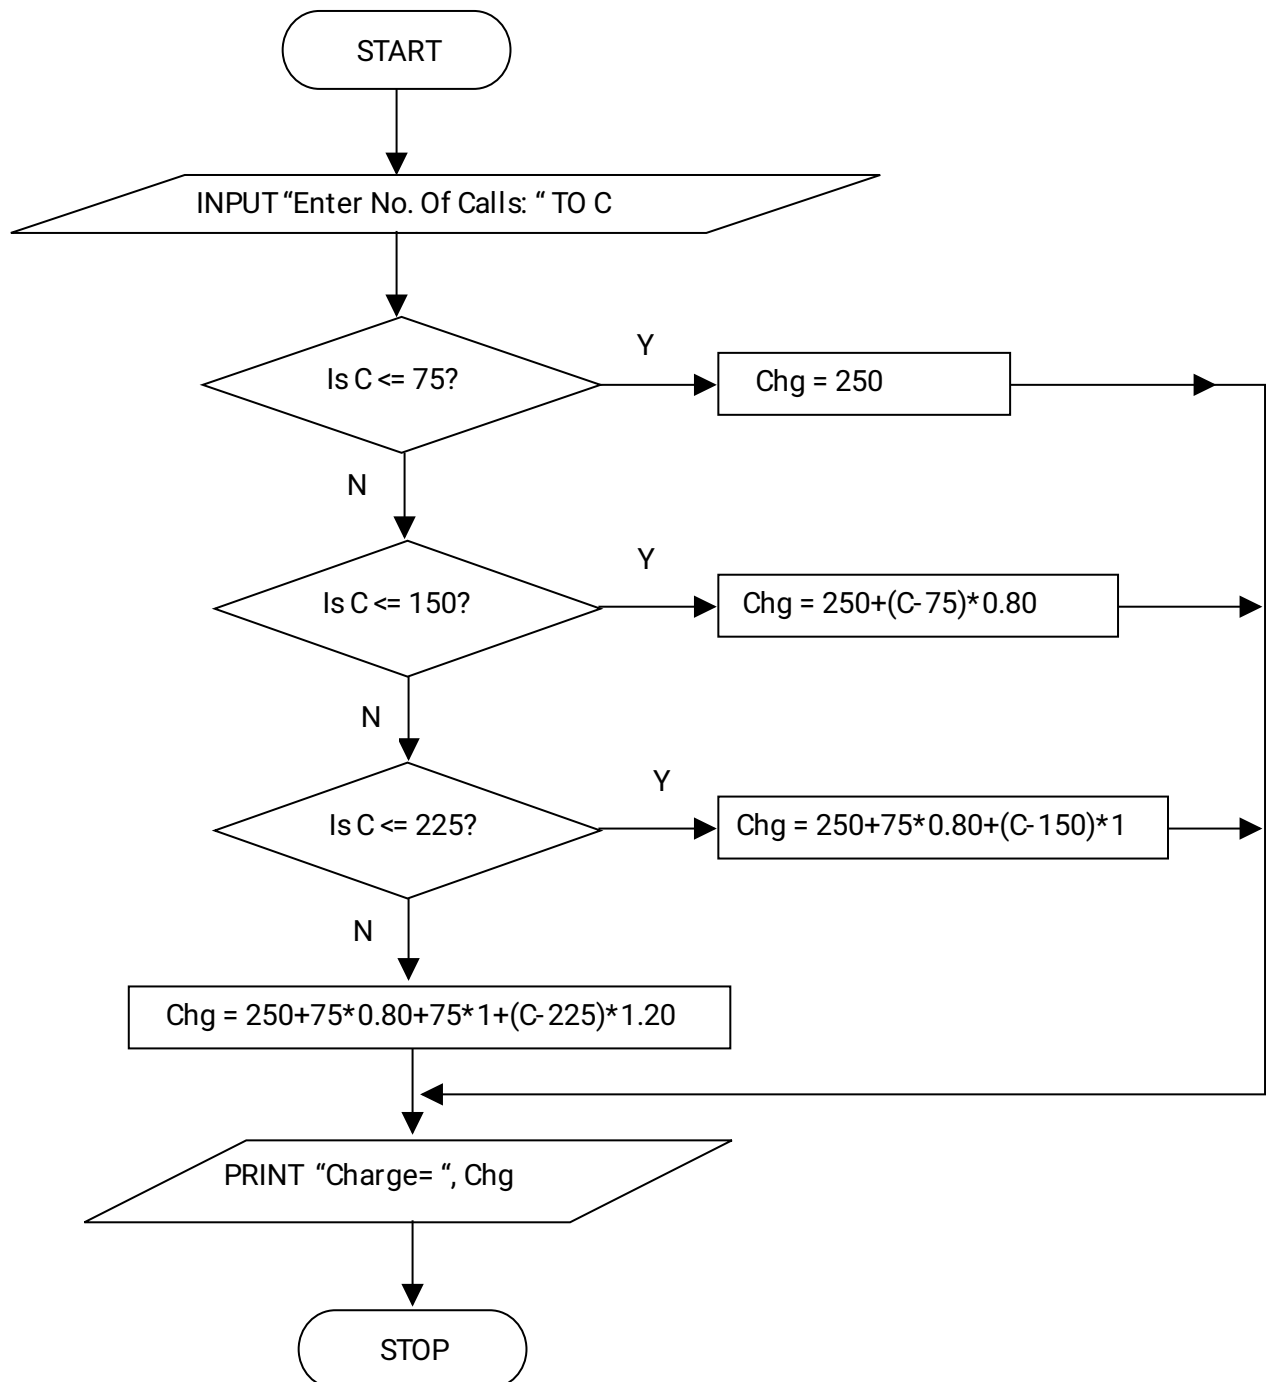 START
INPUT “Enter No. Of Calls: “ TO C
Is C <= 75?
Y
Chg = 250
N
Is C <= 150?
Y
Chg = 250+(C-75)*0.80
N
Is C <= 225?
Y
Chg = 250+75*0.80+(C-150)*1
N
Chg = 250+75*0.80+75*1+(C-225)*1.20
PRINT “Charge= “, Chg
STOP